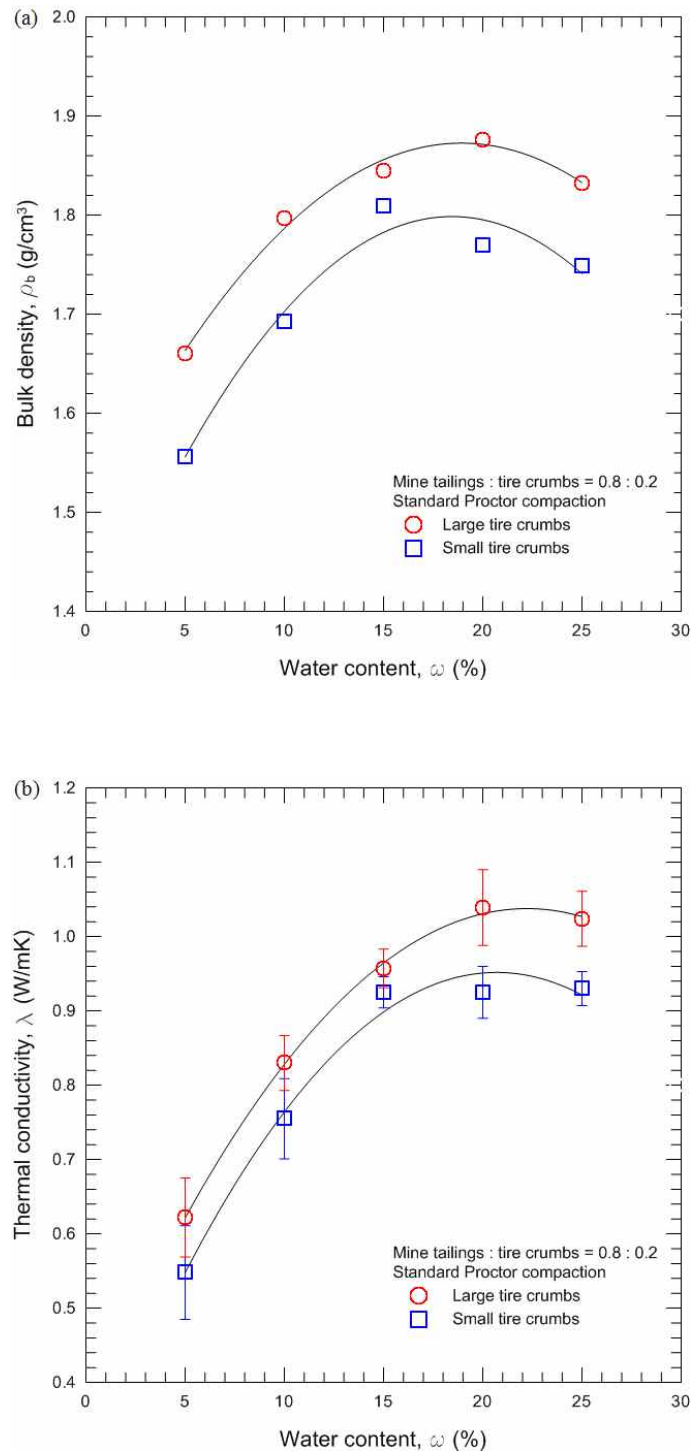 (a)
2.0
1.9
1.8
1.7
1.6
1.5
1.4
Bulk density, ρb (g/cm³)
Mine tailings : tire crumbs = 0.8 : 0.2
Standard Proctor compaction
Large tire crumbs
Small tire crumbs
0 5 10 15 20 25 30
Water content, ω (%)
(b)
1.2
1.1
1.0
0.9
0.8
0.7
0.6
0.5
0.4
Thermal conductivity, λ (W/mK)
Mine tailings : tire crumbs = 0.8 : 0.2
Standard Proctor compaction
Large tire crumbs
Small tire crumbs
0 5 10 15 20 25 30
Water content, ω (%)